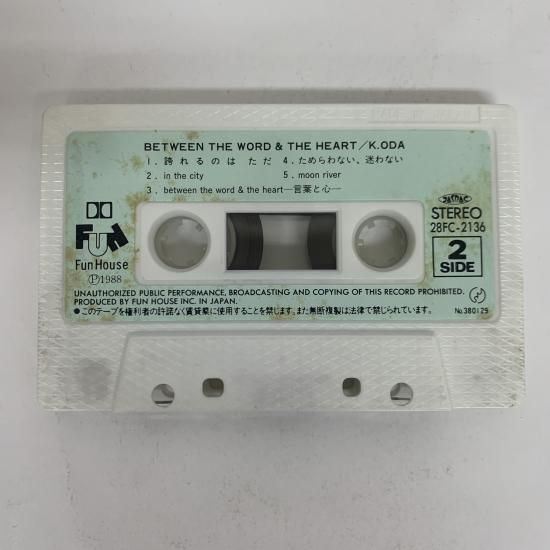 MADE IN JAPAN
BETWEEN THE WORD & THE HEART/K.ODA
1. 誇れるのは ただ 4. ためらわない、迷わない
2. in the city 5. moon river
3. between the word & the heart—言葉と心—
JASRAC
STEREO
28FC-2136
2
SIDE
FUN
Fun House
Ⓟ1988
UNAUTHORIZED PUBLIC PERFORMANCE, BROADCASTING AND COPYING OF THIS RECORD PROHIBITED.
PRODUCED BY FUN HOUSE INC. IN JAPAN.
●このテープを権利者の許諾なく賃貸業に使用することを禁じます。また無断複製は法律で禁じられています。
No.380129